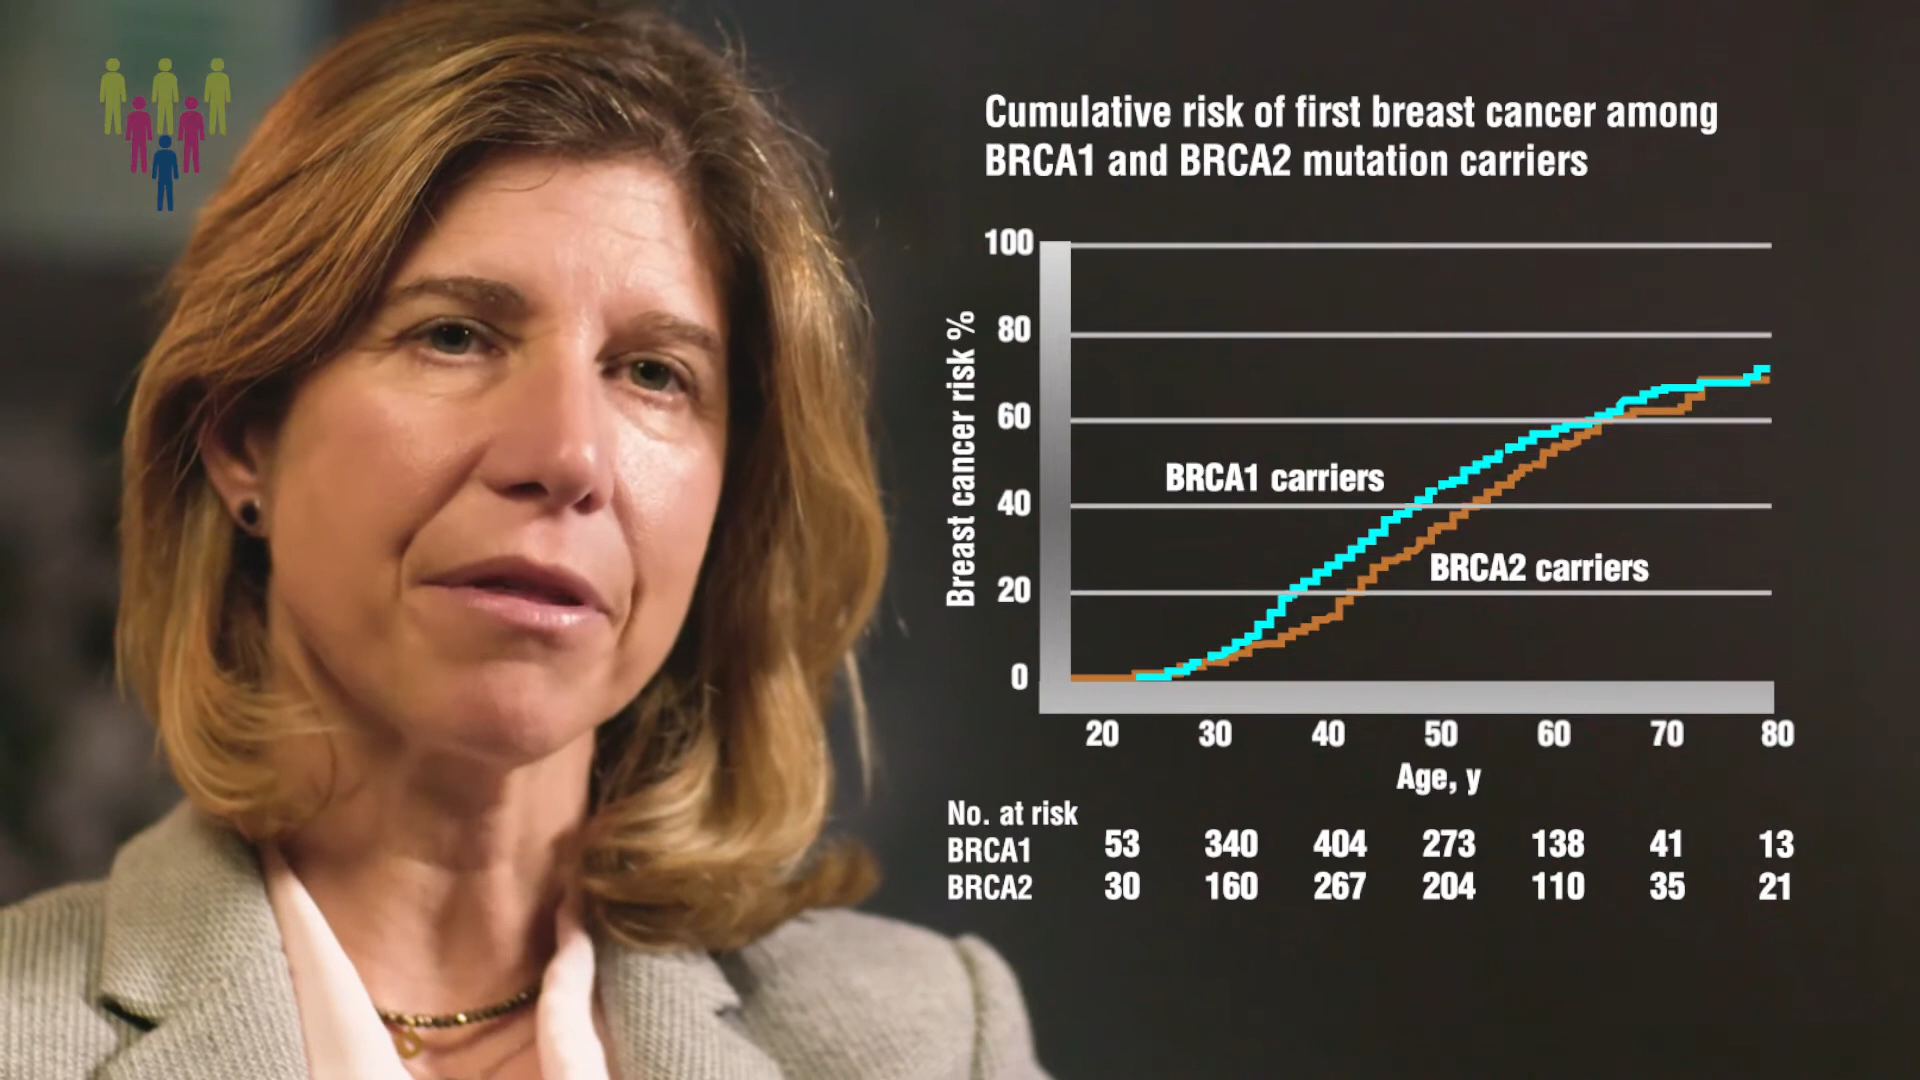 Cumulative risk of first breast cancer among
BRCA1 and BRCA2 mutation carriers
Breast cancer risk %
100
80
60
40
20
0
BRCA1 carriers
BRCA2 carriers
20 30 40 50 60 70 80
Age, y
No. at risk
BRCA1 53 340 404 273 138 41 13
BRCA2 30 160 267 204 110 35 21